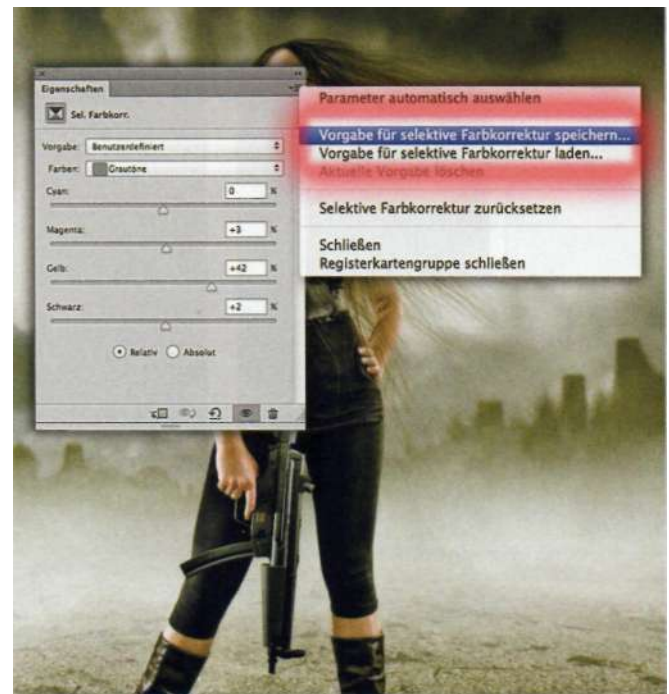 Eigenschaften
Sel. Farbkorr.
Vorgabe: Benutzerdefiniert
Farben: Grautöne
Cyan: 0 %
Magenta: +3 %
Gelb: +42 %
Schwarz: +2 %
Relativ Absolut
Parameter automatisch auswählen
Vorgabe für selektive Farbkorrektur speichern...
Vorgabe für selektive Farbkorrektur laden...
Aktuelle Vorgabe löschen
Selektive Farbkorrektur zurücksetzen
Schließen
Registerkartengruppe schließen